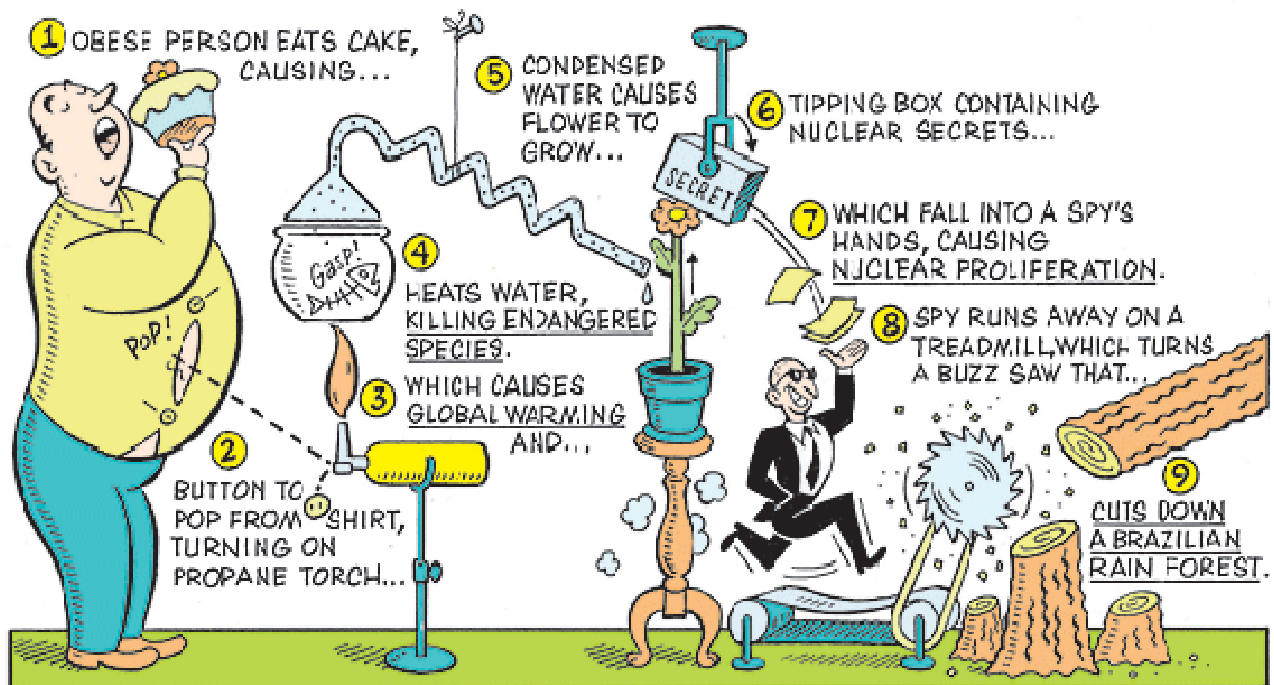 1 OBESE PERSON EATS CAKE,
CAUSING...
POP!
2
BUTTON TO
POP FROM SHIRT,
TURNING ON
PROPANE TORCH...
3 WHICH CAUSES
GLOBAL WARMING
AND...
Gasp!
4
HEATS WATER,
KILLING ENDANGERED
SPECIES.
5 CONDENSED
WATER CAUSES
FLOWER TO
GROW...
6 TIPPING BOX CONTAINING
NUCLEAR SECRETS...
SECRET
7 WHICH FALL INTO A SPY'S
HANDS, CAUSING
NUCLEAR PROLIFERATION.
8 SPY RUNS AWAY ON A
TREADMILL, WHICH TURNS
A BUZZ SAW THAT...
9
CUTS DOWN
A BRAZILIAN
RAIN FOREST.